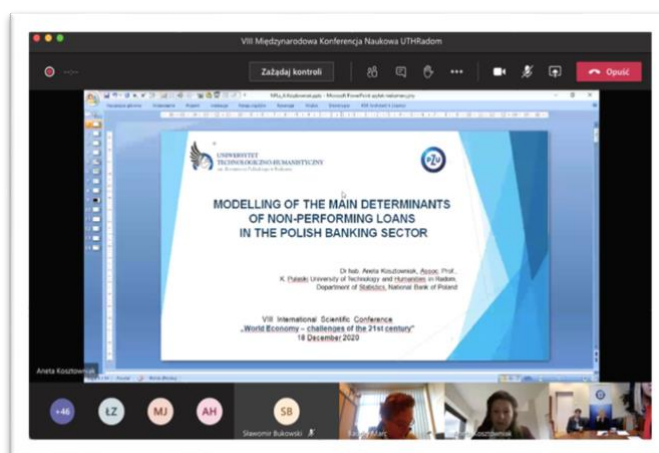 VIII Międzynarodowa Konferencja Naukowa UTHRadom
Zażądaj kontroli
Opuść
UNIWERSYTET
TECHNOLOGICZNO-HUMANISTYCZNY
PZU
MODELLING OF THE MAIN DETERMINANTS
OF NON-PERFORMING LOANS
IN THE POLISH BANKING SECTOR
Dr hab. Aneta Kosztowniak, Assoc. Prof.,
K. Pulaski University of Technology and Humanities in Radom,
Department of Statistics, National Bank of Poland
VIII International Scientific Conference
„World Economy – challenges of the 21st century"
18 December 2020
Aneta Kosztowniak
+46
ŁZ
MJ
AH
SB
Sławomir Bukowski